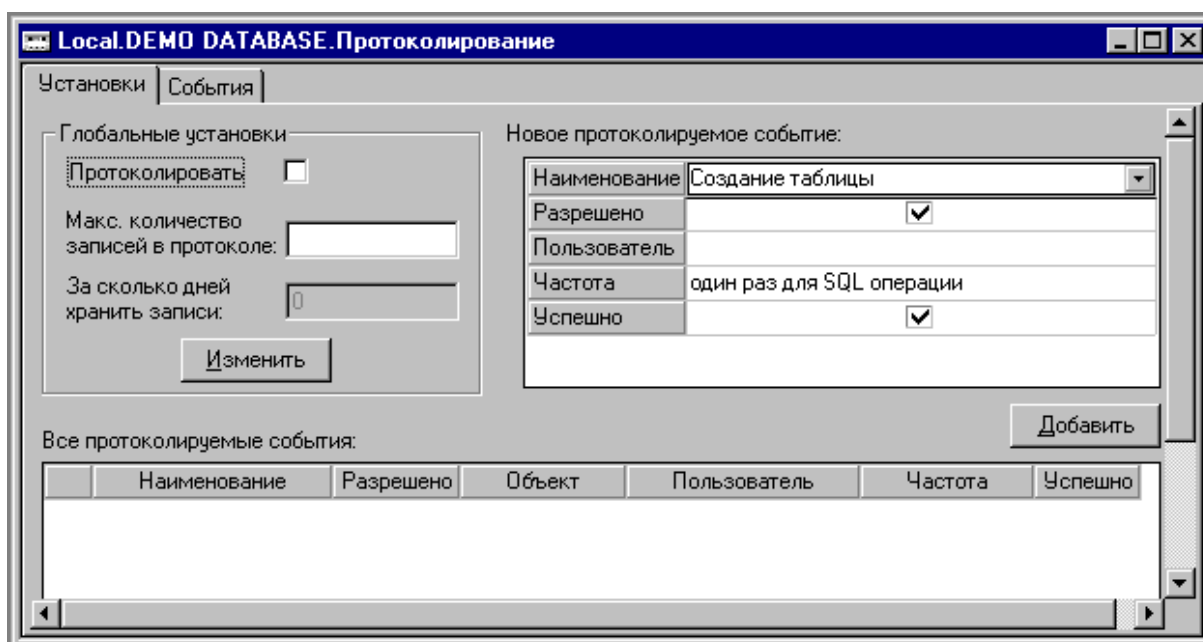 Local.DEMO DATABASE.Протоколирование
Установки
События
Глобальные установки
Протоколировать
Макс. количество
записей в протоколе:
За сколько дней
хранить записи:
0
Изменить
Новое протоколируемое событие:
Наименование Создание таблицы
Разрешено
Пользователь
Частота один раз для SQL операции
Успешно
Добавить
Все протоколируемые события:
Наименование Разрешено Объект Пользователь Частота Успешно